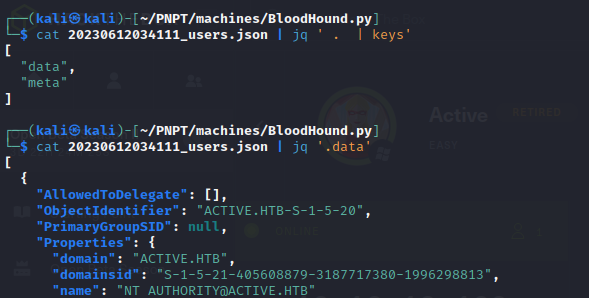 ┌──(kali㉿kali)-[~/PNPT/machines/BloodHound.py]
└─$ cat 20230612034111_users.json | jq ' .  | keys'
[
  "data",
  "meta"
]
┌──(kali㉿kali)-[~/PNPT/machines/BloodHound.py]
└─$ cat 20230612034111_users.json | jq '.data'
[
  {
    "AllowedToDelegate": [],
    "ObjectIdentifier": "ACTIVE.HTB-S-1-5-20",
    "PrimaryGroupSID": null,
    "Properties": {
      "domain": "ACTIVE.HTB",
      "domainsid": "S-1-5-21-405608879-3187717380-1996298813",
      "name": "NT AUTHORITY@ACTIVE.HTB"
Active
RETIRED